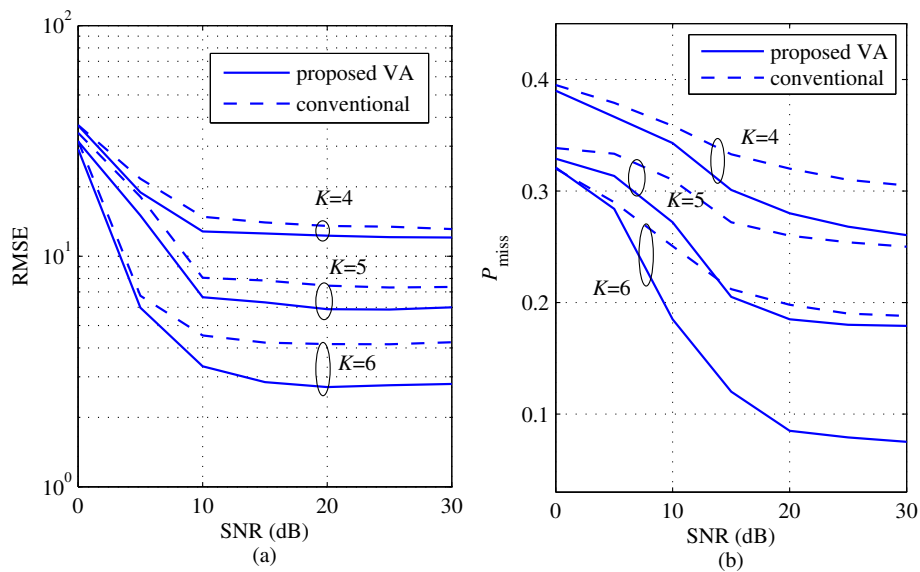 10^2
10^1
10^0
RMSE
proposed VA
conventional
K=4
K=5
K=6
0
10
20
30
SNR (dB)
(a)
0.4
0.3
0.2
0.1
P_miss
proposed VA
conventional
K=4
K=5
K=6
0
10
20
30
SNR (dB)
(b)